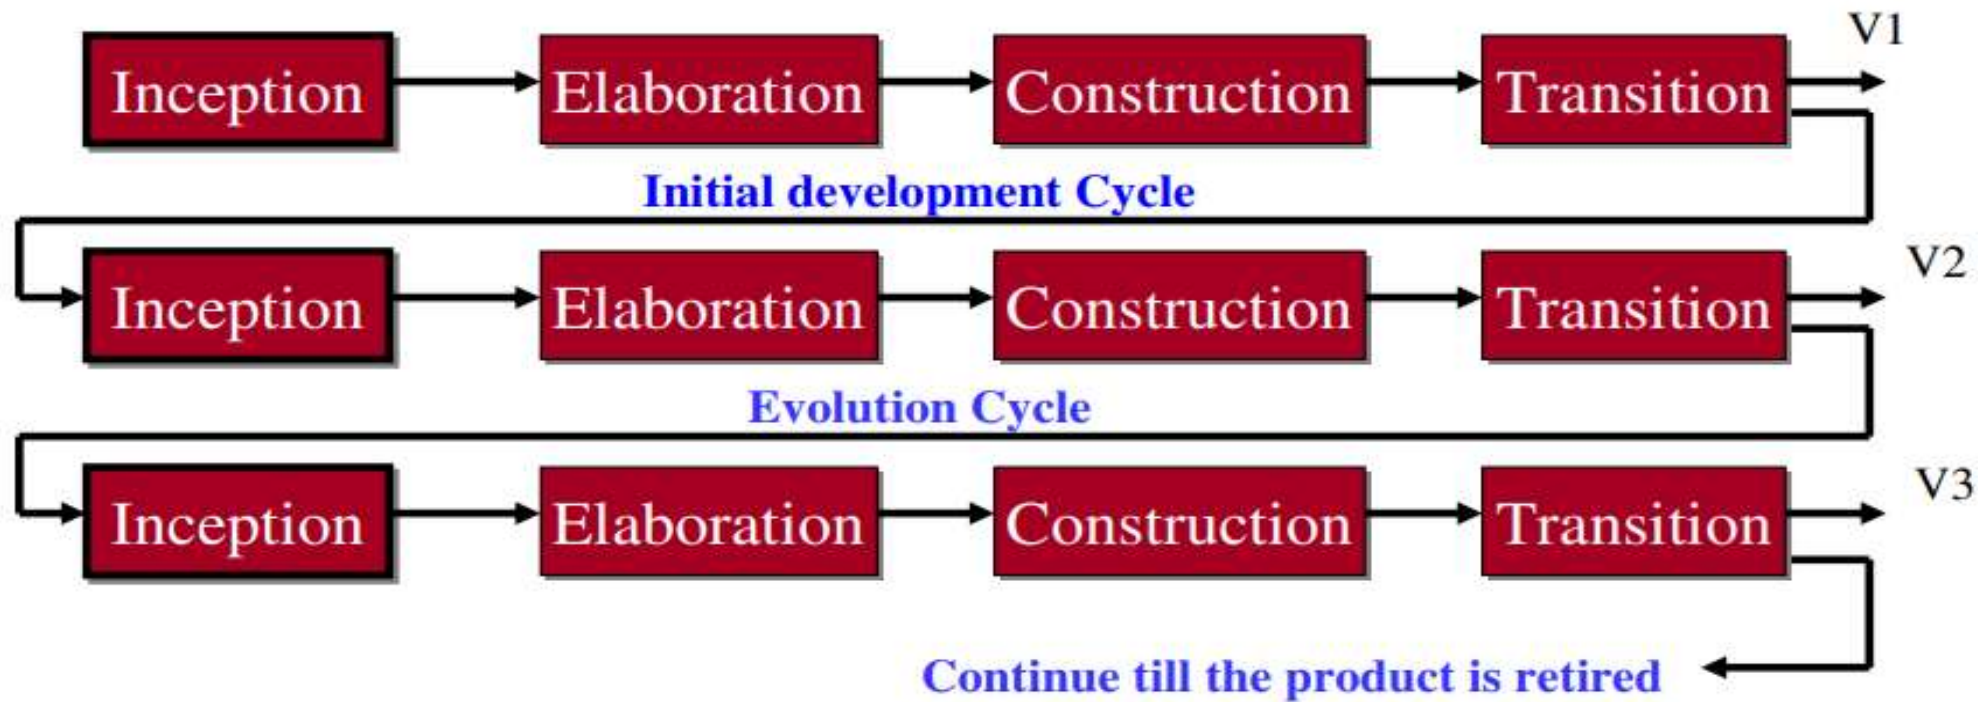 V1
Inception Elaboration Construction Transition
Initial development Cycle
V2
Inception Elaboration Construction Transition
Evolution Cycle
V3
Inception Elaboration Construction Transition
Continue till the product is retired